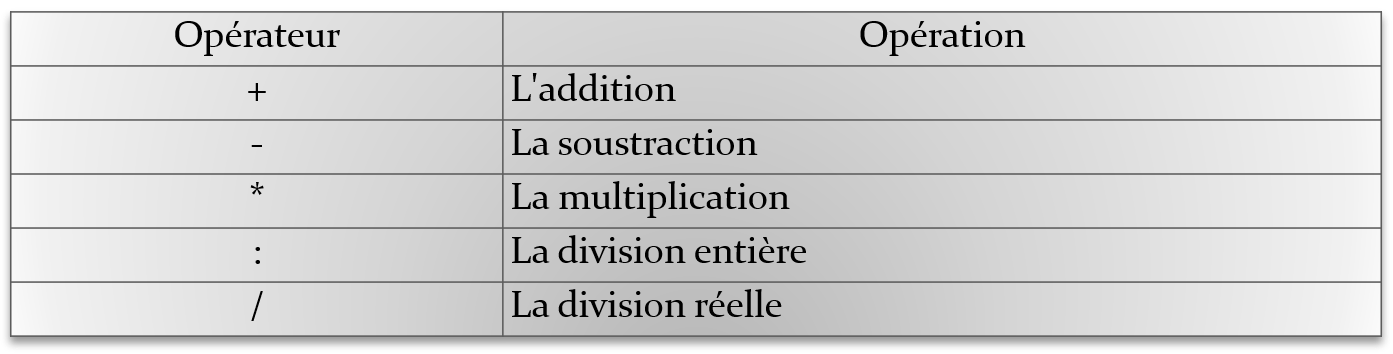 Opérateur Opération
+ L'addition
- La soustraction
* La multiplication
: La division entière
/ La division réelle